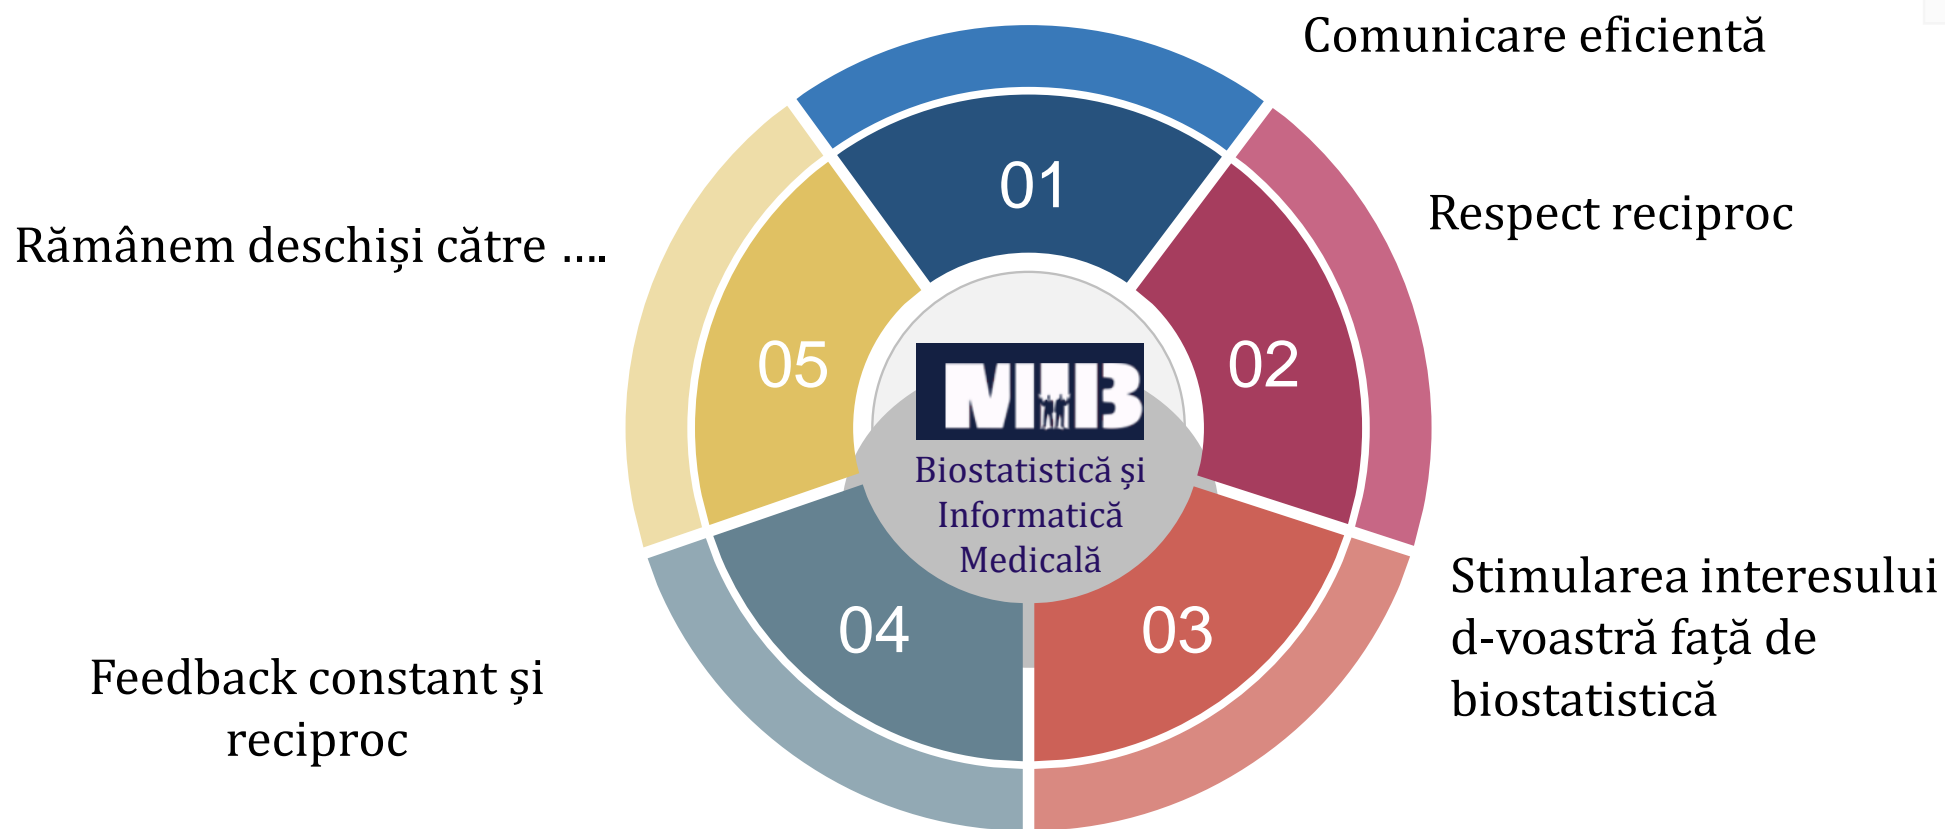 Comunicare eficientă
01
Respect reciproc
02
Stimularea interesului
d-voastră față de
biostatistică
03
Feedback constant și
reciproc
04
Rămânem deschiși către ....
05
Biostatistică și
Informatică
Medicală